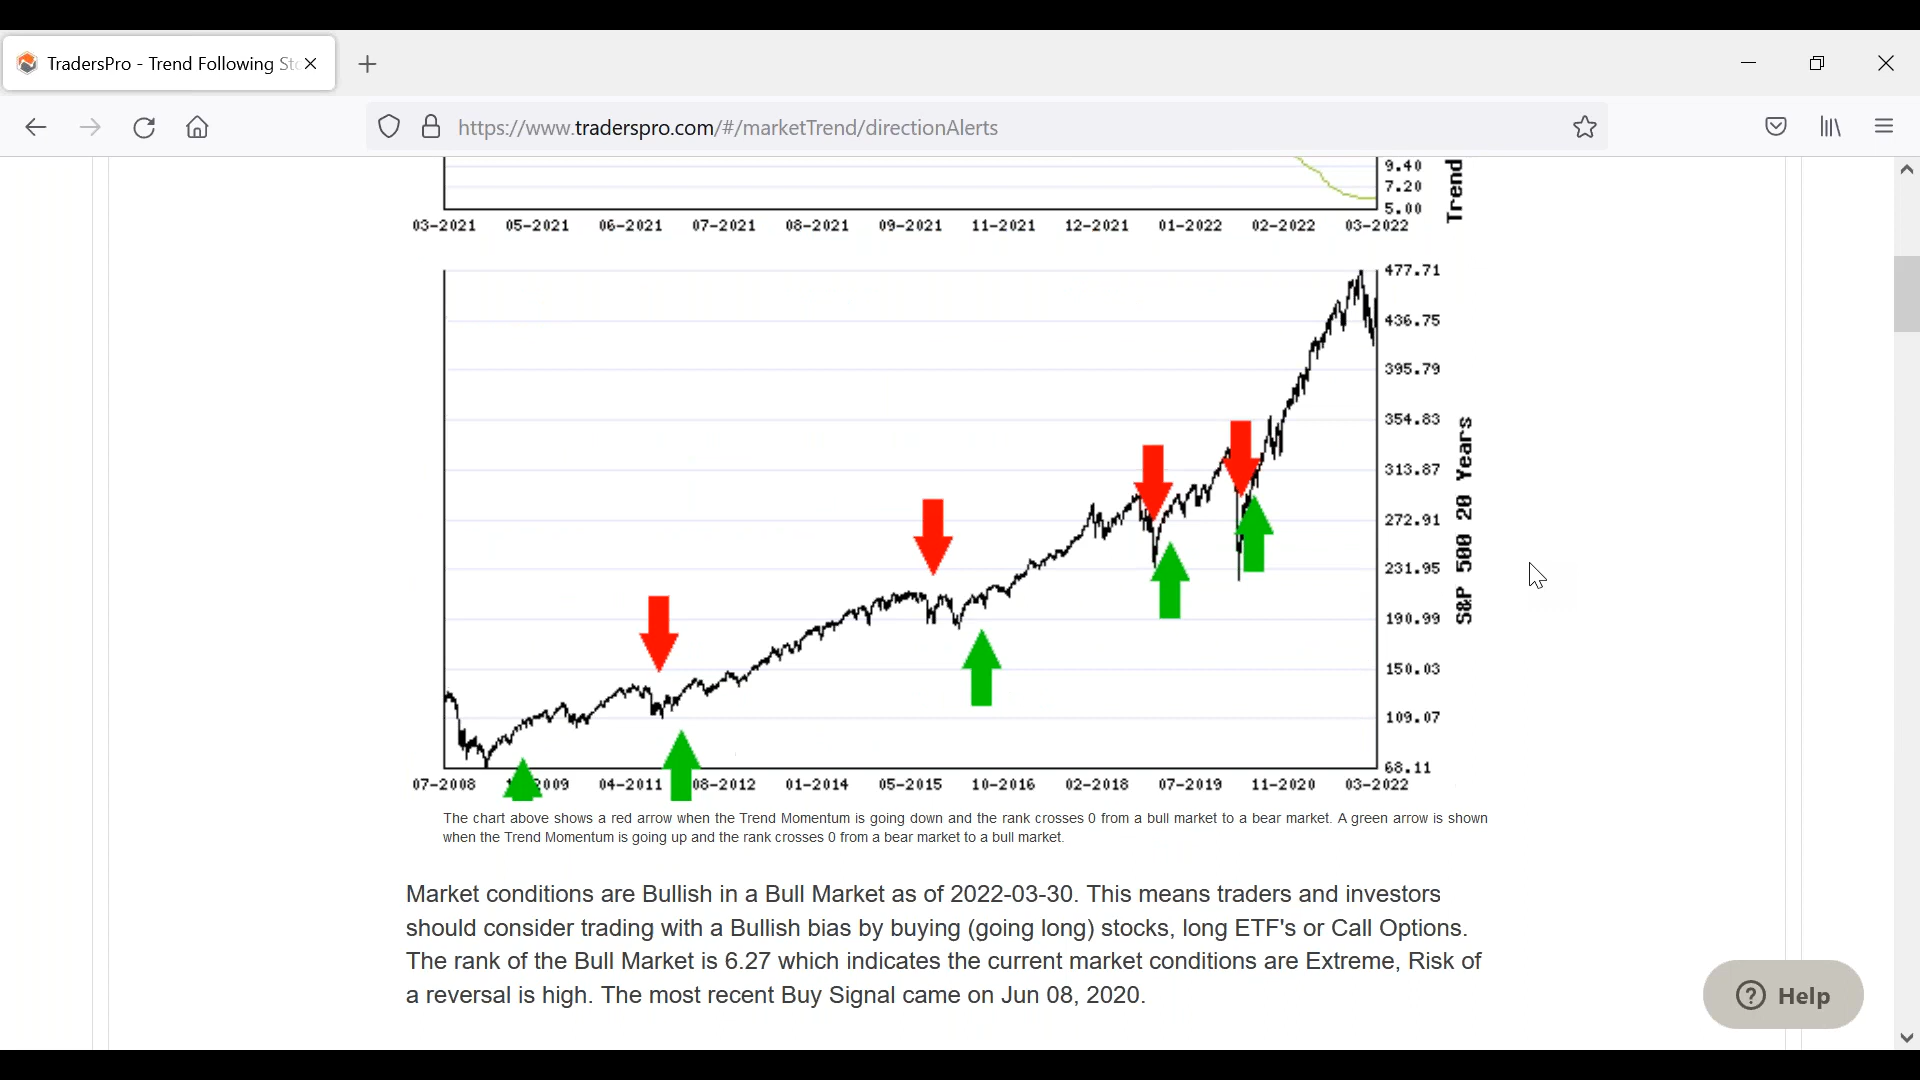 TradersPro - Trend Following Sto
https://www.traderspro.com/#/marketTrend/directionAlerts
9.40
7.20
5.00
Trend
03-2021 05-2021 06-2021 07-2021 08-2021 09-2021 11-2021 12-2021 01-2022 02-2022 03-2022
477.71
436.75
395.79
354.83
313.87
272.91
231.95
190.99
150.03
109.07
68.11
S&P 500 20 Years
07-2008 2009 04-2011 08-2012 01-2014 05-2015 10-2016 02-2018 07-2019 11-2020 03-2022
The chart above shows a red arrow when the Trend Momentum is going down and the rank crosses 0 from a bull market to a bear market. A green arrow is shown
when the Trend Momentum is going up and the rank crosses 0 from a bear market to a bull market.
Market conditions are Bullish in a Bull Market as of 2022-03-30. This means traders and investors
should consider trading with a Bullish bias by buying (going long) stocks, long ETF's or Call Options.
The rank of the Bull Market is 6.27 which indicates the current market conditions are Extreme, Risk of
a reversal is high. The most recent Buy Signal came on Jun 08, 2020.
Help